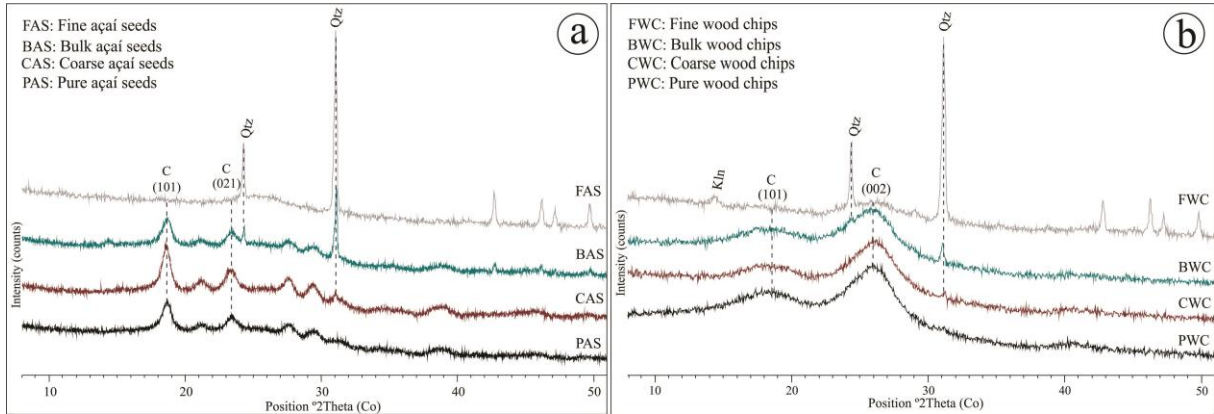 FAS: Fine açaí seeds
BAS: Bulk açaí seeds
CAS: Coarse açaí seeds
PAS: Pure açaí seeds
a
Qtz
Qtz
C
(101)
C
(021)
FAS
BAS
CAS
PAS
Intensity (counts)
10
20
30
40
50
Position º2Theta (Co)
FWC: Fine wood chips
BWC: Bulk wood chips
CWC: Coarse wood chips
PWC: Pure wood chips
b
Qtz
Qtz
Kln
C
(101)
C
(002)
FWC
BWC
CWC
PWC
Intensity (counts)
10
20
30
40
50
Position º2Theta (Co)